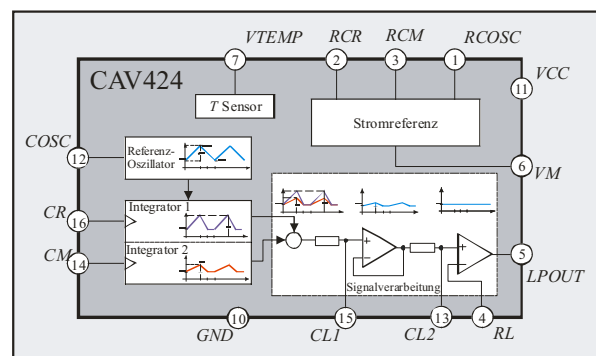 VTEMP RCR RCM RCOSC
7 2 3 1
VCC
11
CAV424
T Sensor
Stromreferenz
COSC
12
Referenz-
Oszillator
6
VM
CR
16
Integrator 1
CM
14
Integrator 2
+
−
+
−
5
LPOUT
Signalverarbeitung
10 15 13 4
GND CL1 CL2 RL